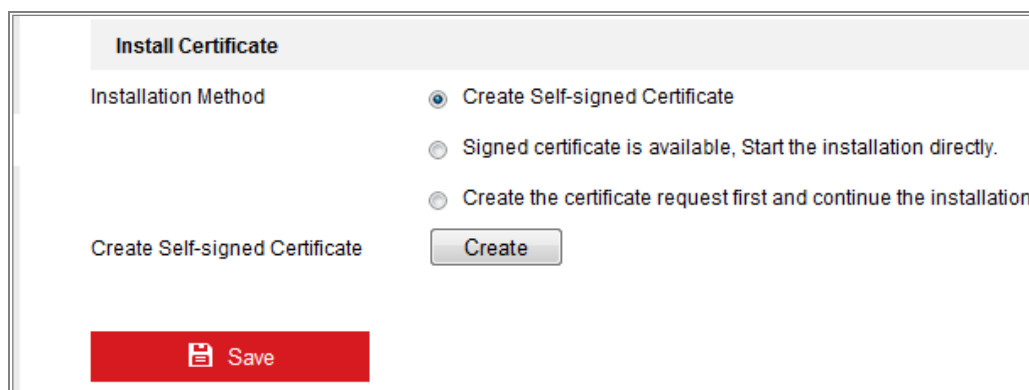 Install Certificate
Installation Method
Create Self-signed Certificate
Signed certificate is available, Start the installation directly.
Create the certificate request first and continue the installation
Create Self-signed Certificate
Create
Save